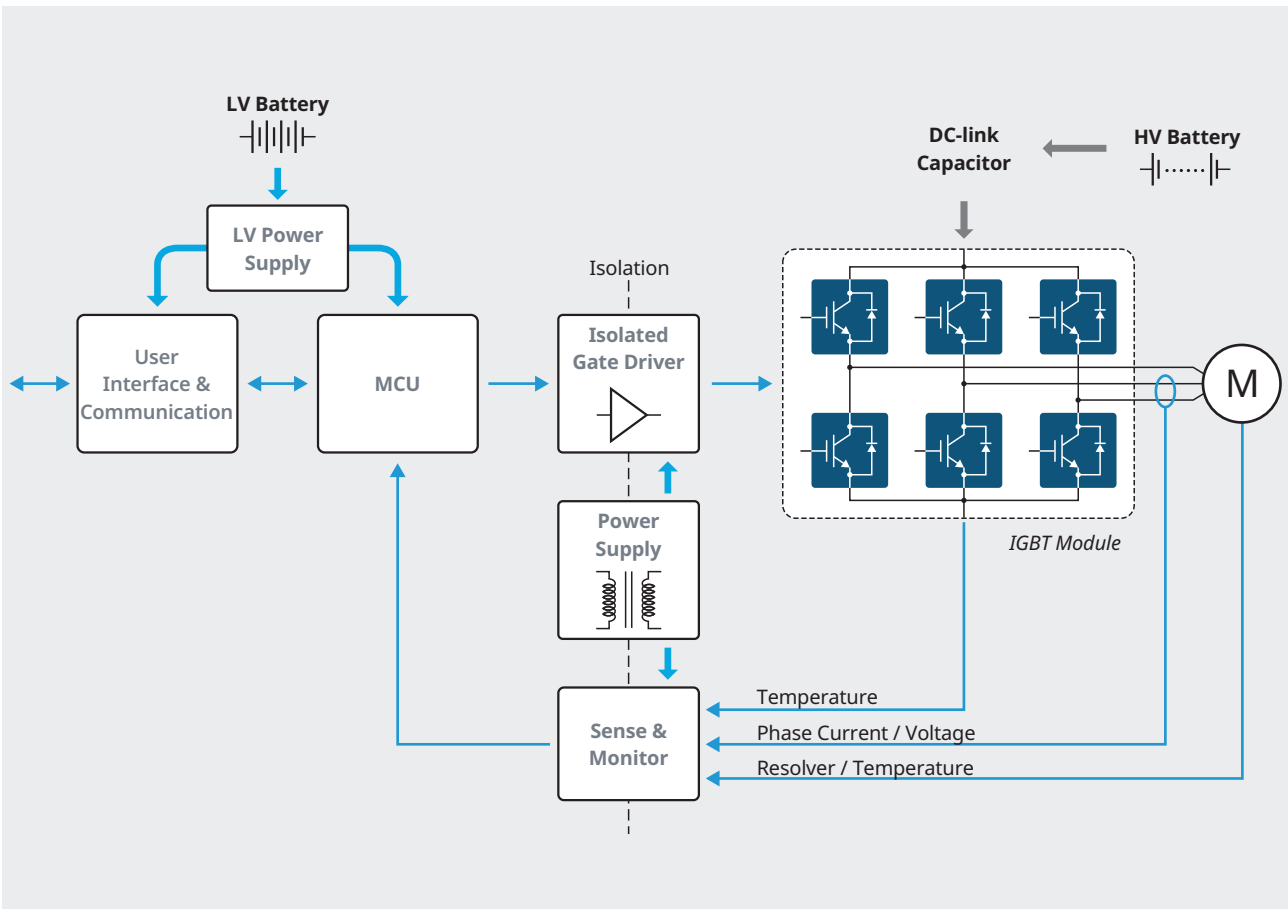 LV Battery
LV Power
Supply
User
Interface &
Communication
MCU
Isolation
Isolated
Gate Driver
Power
Supply
Sense &
Monitor
DC-link
Capacitor
HV Battery
M
IGBT Module
Temperature
Phase Current / Voltage
Resolver / Temperature